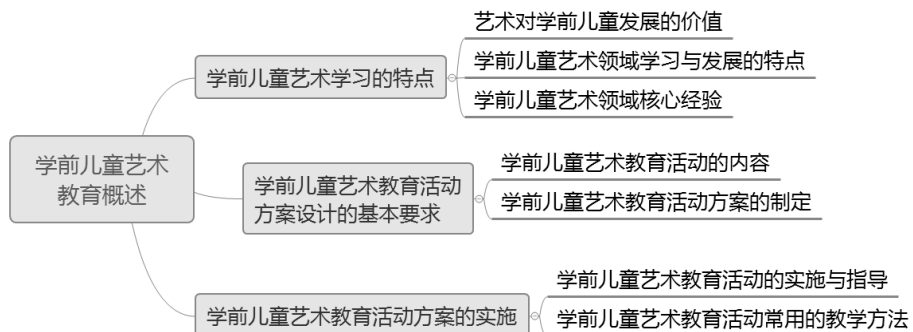 学前儿童艺术
教育概述
学前儿童艺术学习的特点
艺术对学前儿童发展的价值
学前儿童艺术领域学习与发展的特点
学前儿童艺术领域核心经验
学前儿童艺术教育活动
方案设计的基本要求
学前儿童艺术教育活动的内容
学前儿童艺术教育活动方案的制定
学前儿童艺术教育活动方案的实施
学前儿童艺术教育活动的实施与指导
学前儿童艺术教育活动常用的教学方法